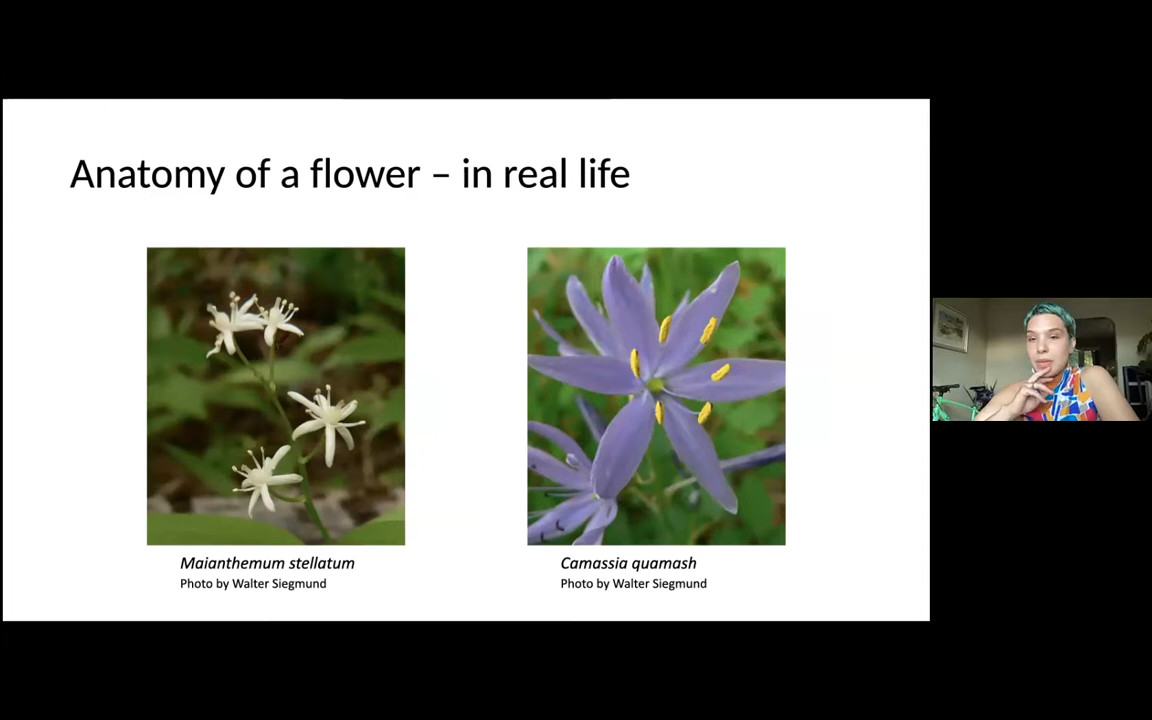 Anatomy of a flower – in real life
Maianthemum stellatum
Photo by Walter Siegmund
Camassia quamash
Photo by Walter Siegmund